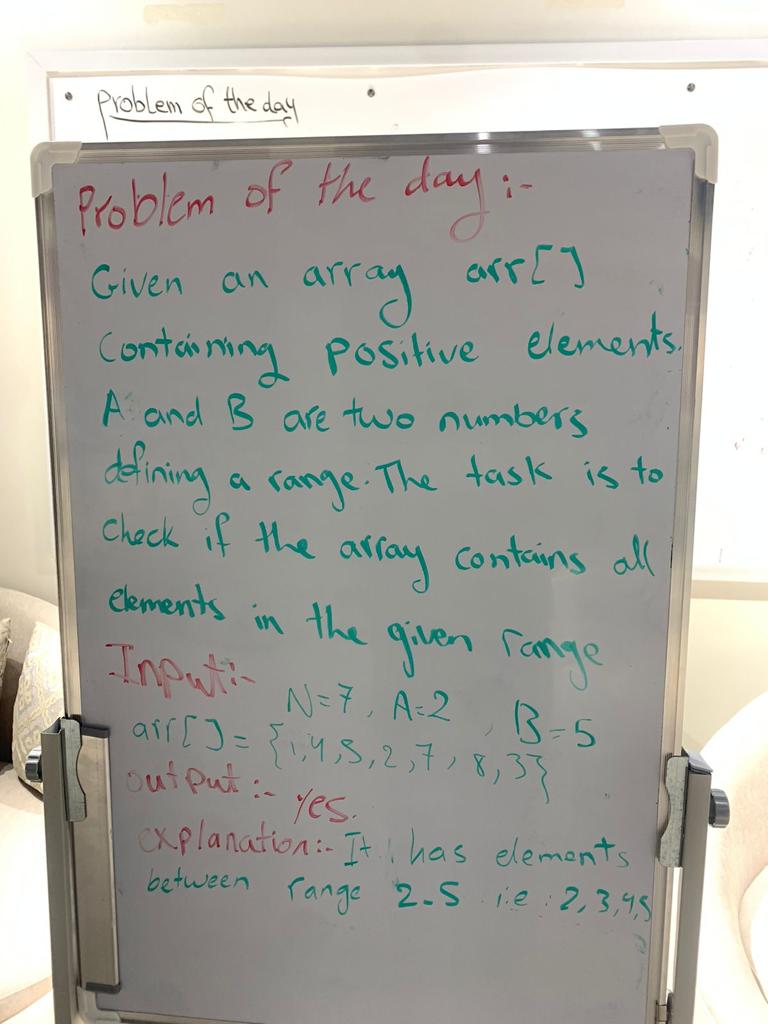 Problem of the day
Problem of the day :-
Given an array arr[]
Containing positive elements.
A and B are two numbers
defining a range. The task is to
check if the array contains all
elements in the given range
Input:-
N=7, A=2, B=5
arr[] = {1,4,5,2,7,8,3}
output:- Yes.
explanation:- It has elements
between range 2-5 i.e : 2,3,4,5